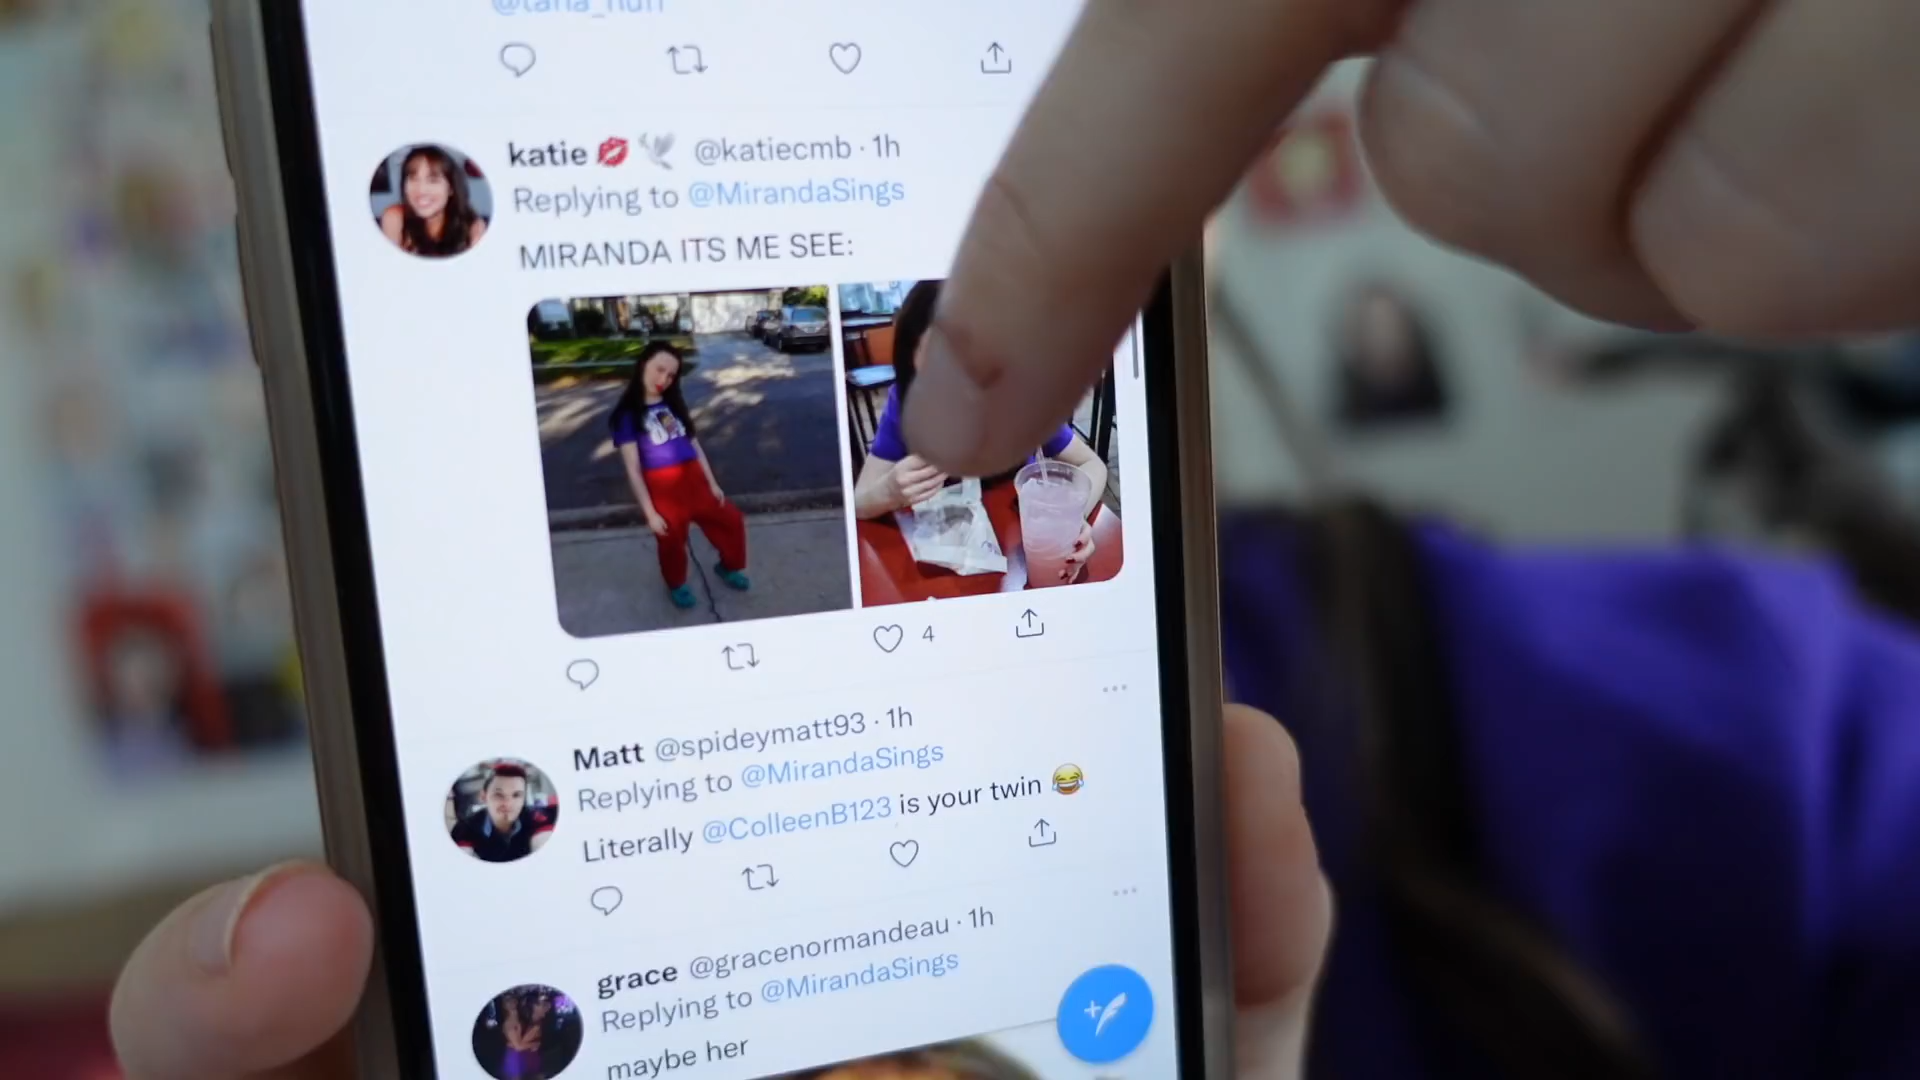 katie 💋 🕊 @katiecmb · 1h
Replying to @MirandaSings
MIRANDA ITS ME SEE:
4
Matt @spideymatt93 · 1h
Replying to @MirandaSings
Literally @ColleenB123 is your twin 😂
grace @gracenormandeau · 1h
Replying to @MirandaSings
maybe her